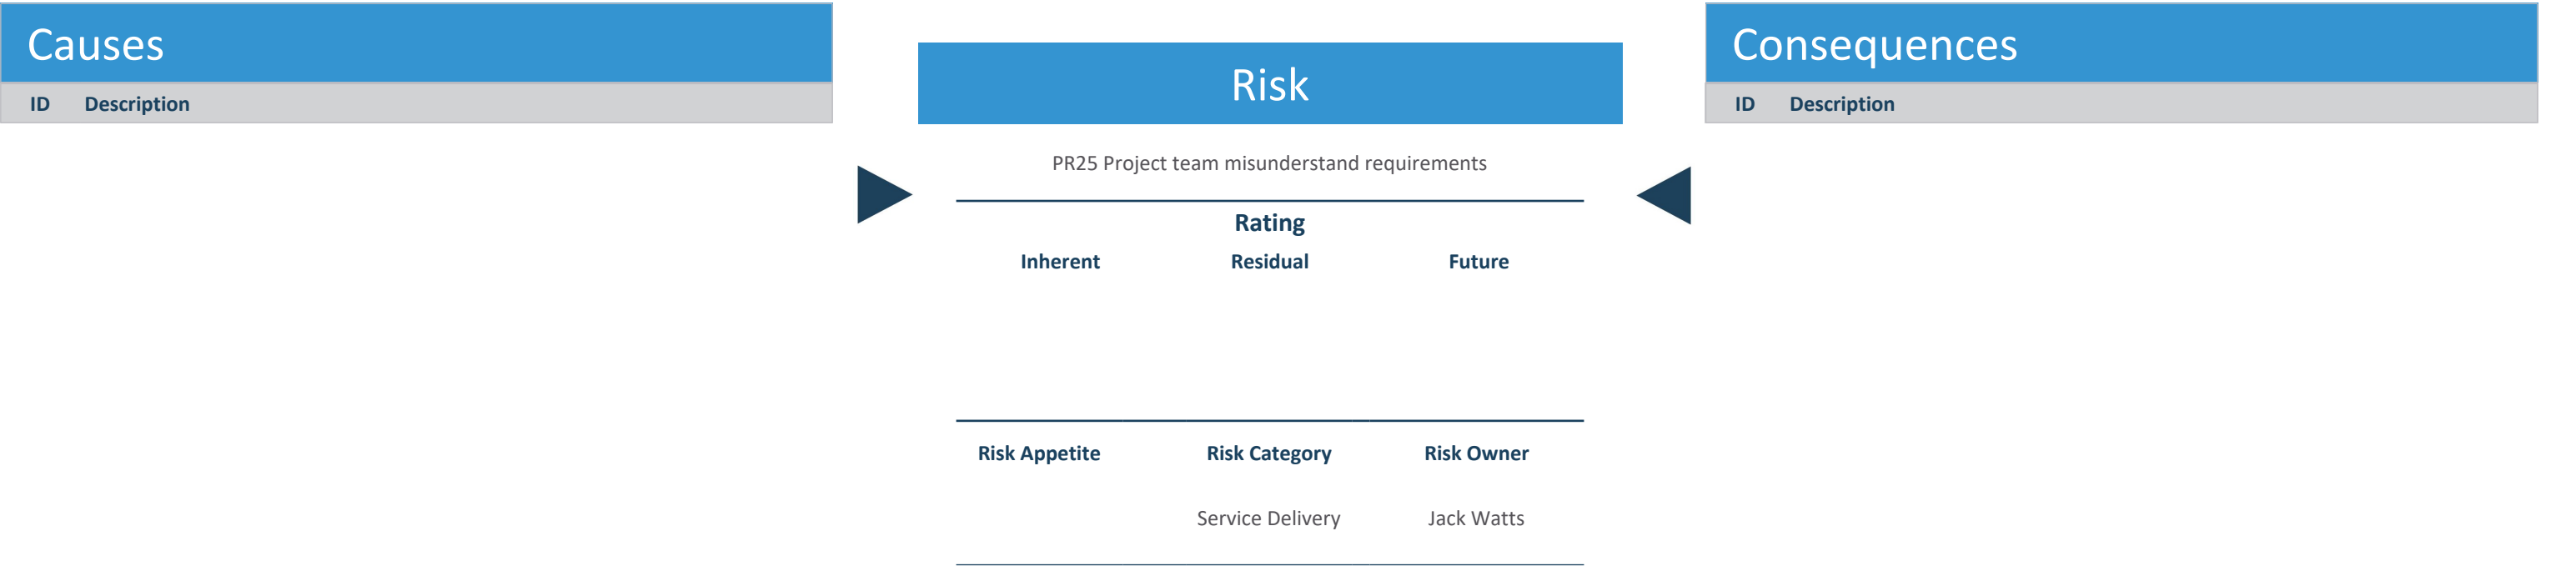 Causes
ID Description
Risk
PR25 Project team misunderstand requirements
Rating
Inherent Residual Future
Risk Appetite Risk Category Risk Owner
Service Delivery Jack Watts
Consequences
ID Description